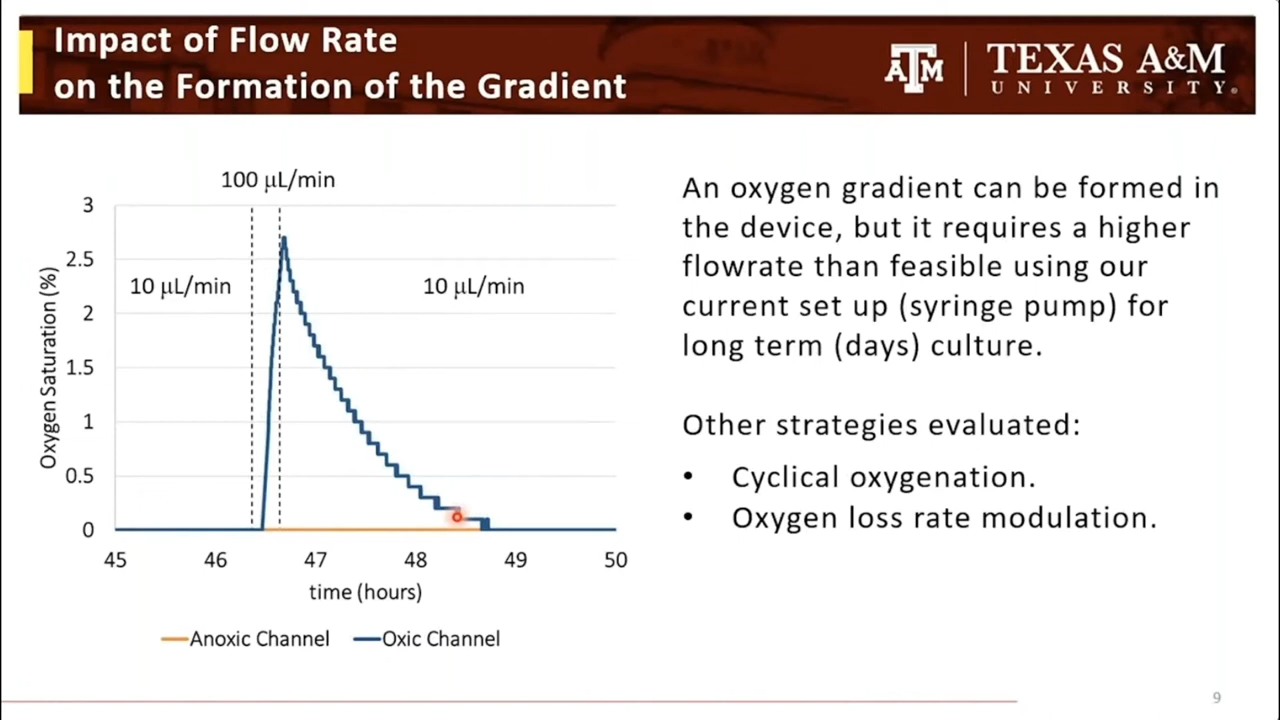 Impact of Flow Rate
on the Formation of the Gradient
ATM
TEXAS A&M
UNIVERSITY®
100 μL/min
10 μL/min
10 μL/min
Oxygen Saturation (%)
3
2.5
2
1.5
1
0.5
0
45 46 47 48 49 50
time (hours)
Anoxic Channel Oxic Channel
An oxygen gradient can be formed in
the device, but it requires a higher
flowrate than feasible using our
current set up (syringe pump) for
long term (days) culture.
Other strategies evaluated:
• Cyclical oxygenation.
• Oxygen loss rate modulation.
9